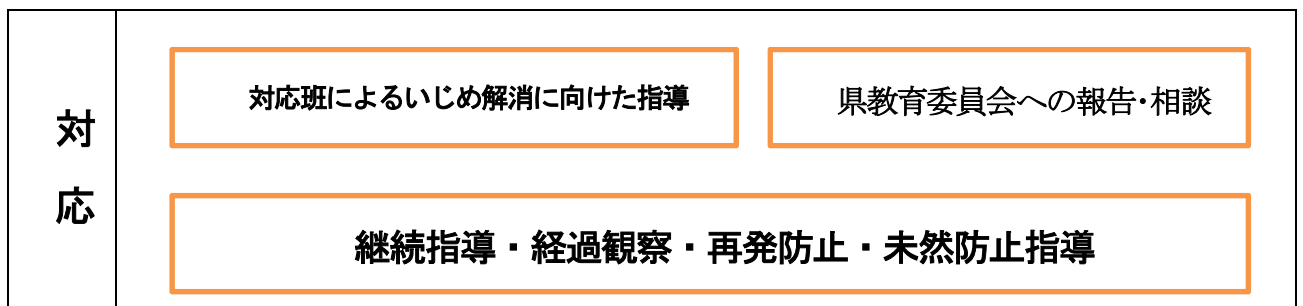 対応
対応班によるいじめ解消に向けた指導
県教育委員会への報告・相談
継続指導・経過観察・再発防止・未然防止指導